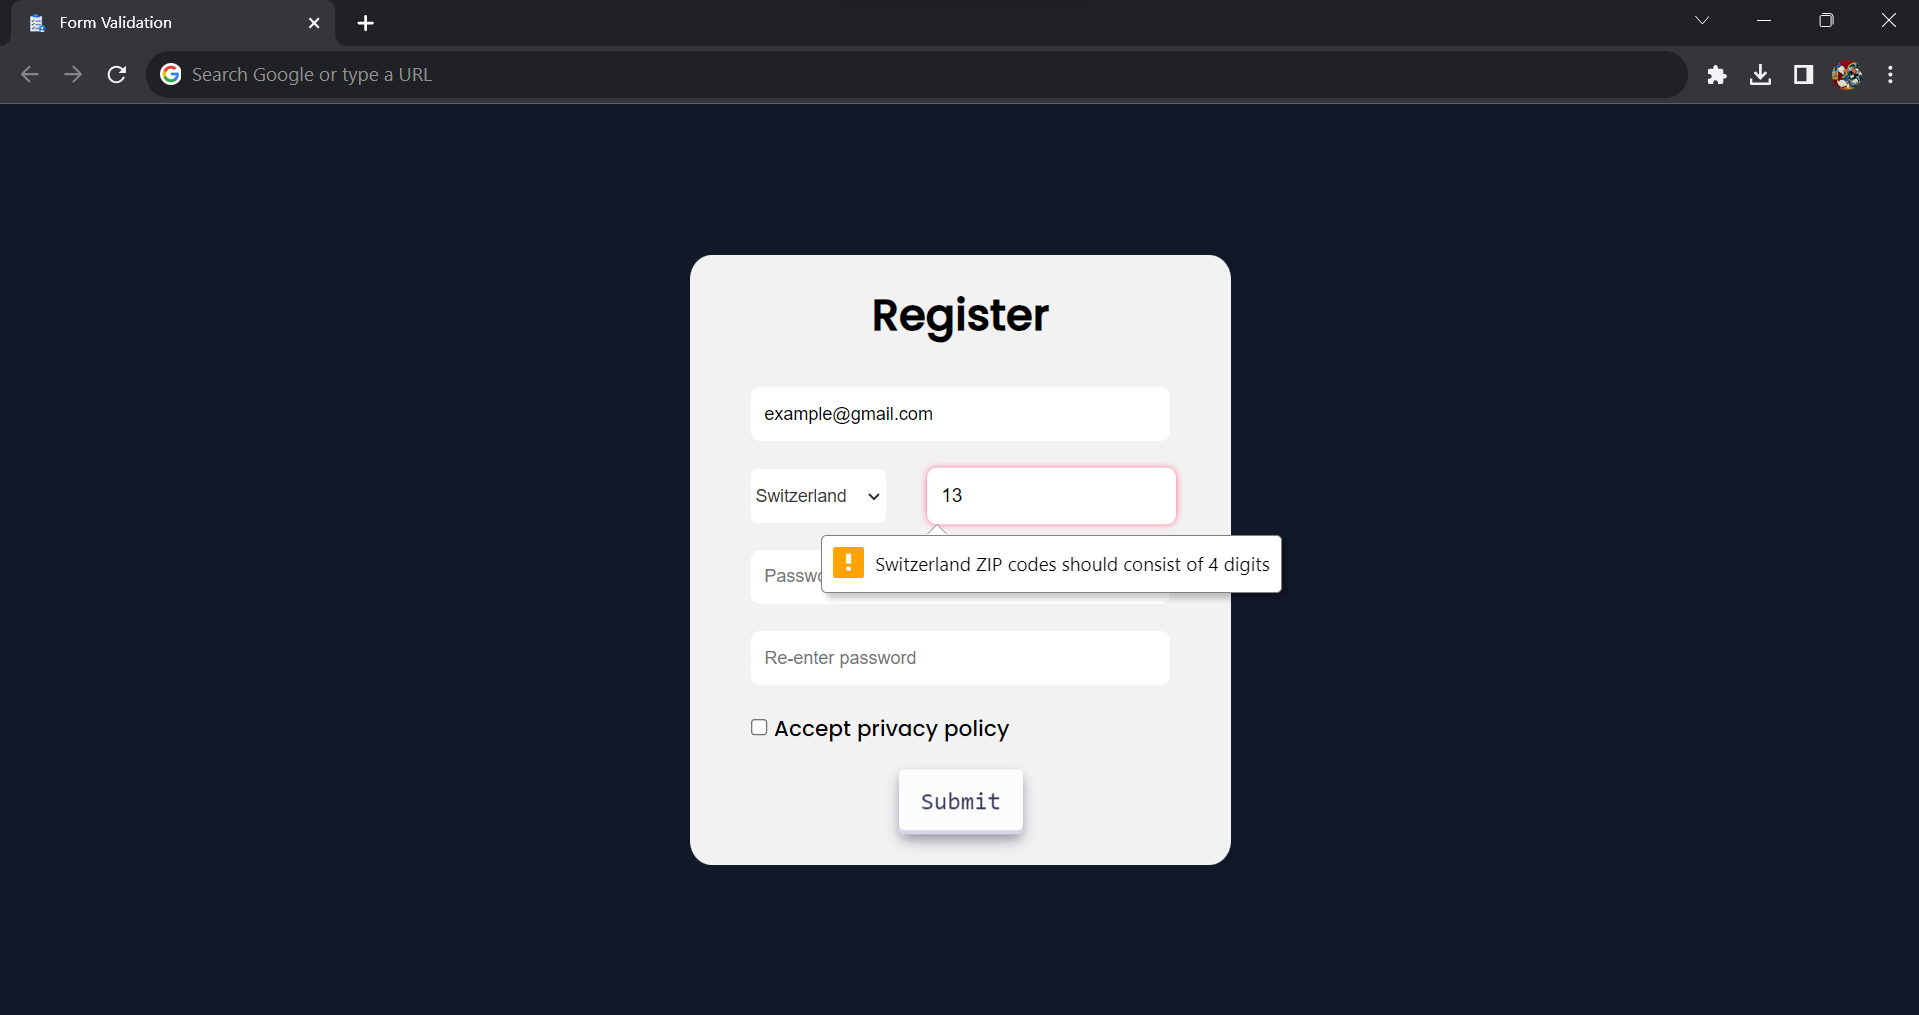 Form Validation
Search Google or type a URL
Register
example@gmail.com
Switzerland
13
Switzerland ZIP codes should consist of 4 digits
Re-enter password
Accept privacy policy
Submit